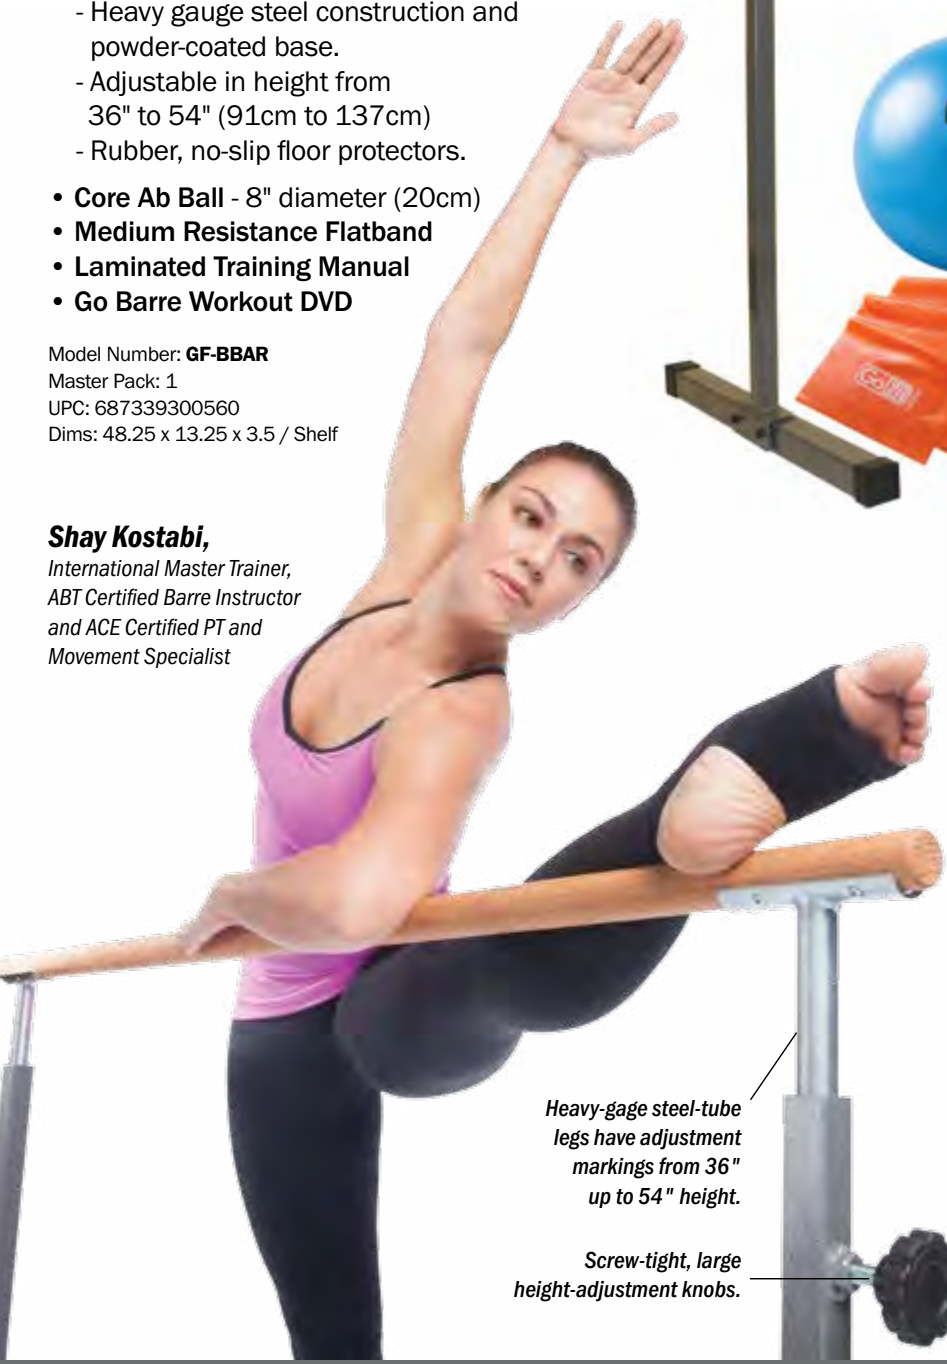 - Heavy gauge steel construction and
powder-coated base.
- Adjustable in height from
36" to 54" (91cm to 137cm)
- Rubber, no-slip floor protectors.
• Core Ab Ball - 8" diameter (20cm)
• Medium Resistance Flatband
• Laminated Training Manual
• Go Barre Workout DVD
Model Number: GF-BBAR
Master Pack: 1
UPC: 687339300560
Dims: 48.25 x 13.25 x 3.5 / Shelf
Shay Kostabi,
International Master Trainer,
ABT Certified Barre Instructor
and ACE Certified PT and
Movement Specialist
Heavy-gage steel-tube
legs have adjustment
markings from 36"
up to 54" height.
Screw-tight, large
height-adjustment knobs.